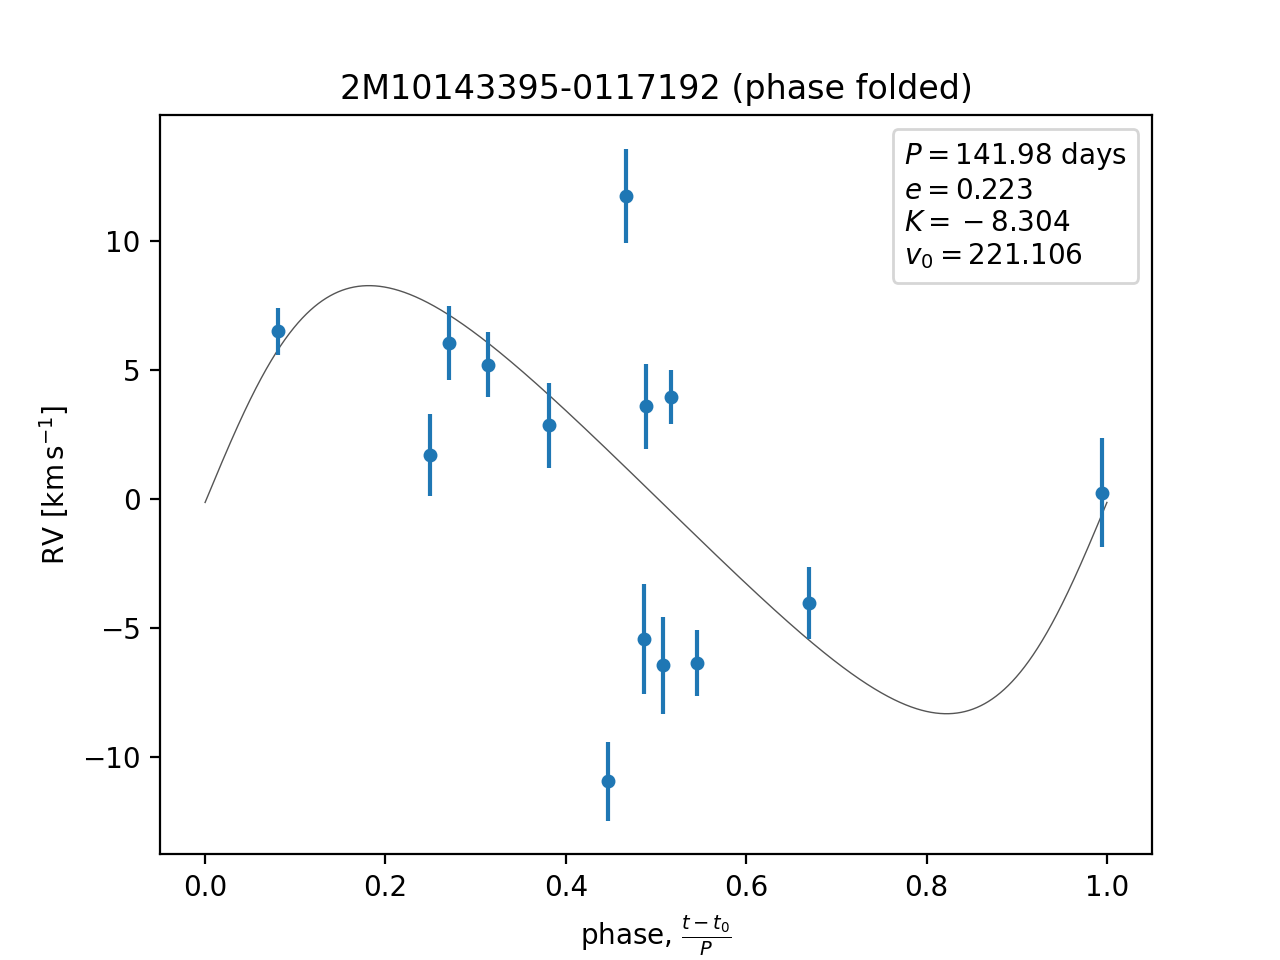 2M10143395-0117192 (phase folded)
P = 141.98 days
e = 0.223
K = −8.304
v₀ = 221.106
RV [km s⁻¹]
10
5
0
−5
−10
0.0 0.2 0.4 0.6 0.8 1.0
phase, (t − t₀)/P